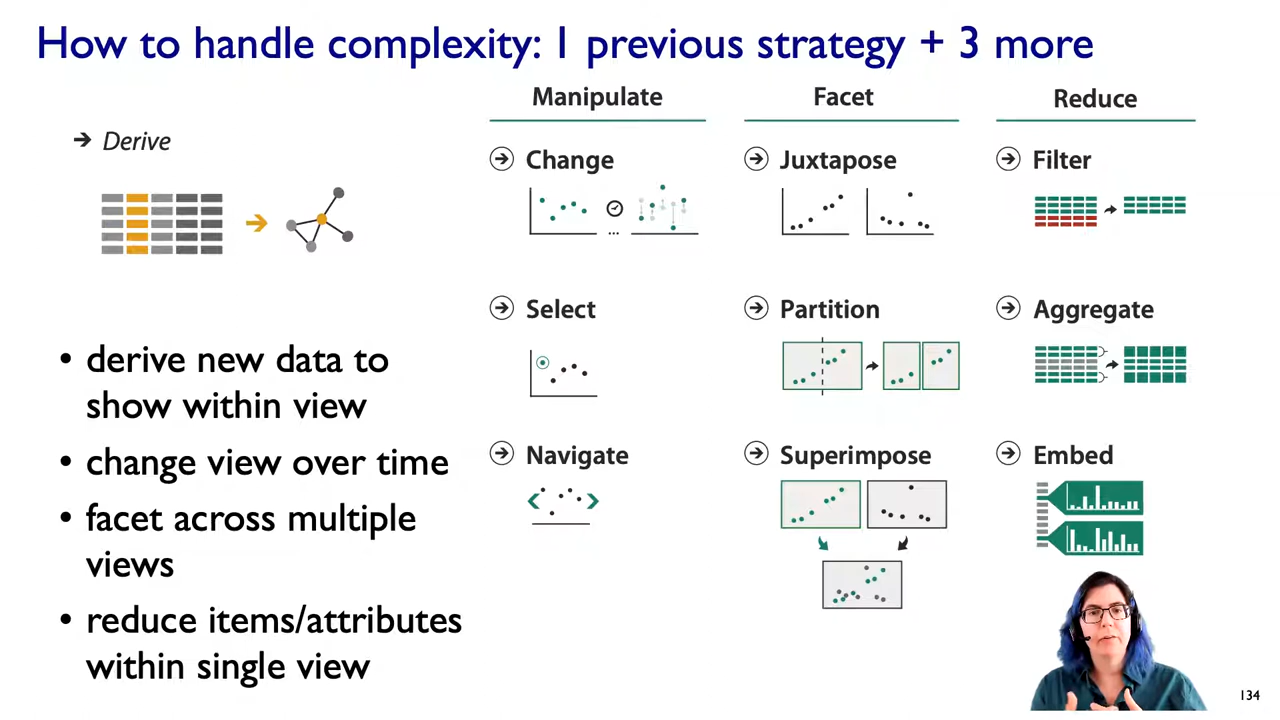 How to handle complexity: 1 previous strategy + 3 more
→ Derive
• derive new data to
show within view
• change view over time
• facet across multiple
views
• reduce items/attributes
within single view
Manipulate
Change
...
Select
Navigate
Facet
Juxtapose
Partition
Superimpose
Reduce
Filter
Aggregate
Embed
134